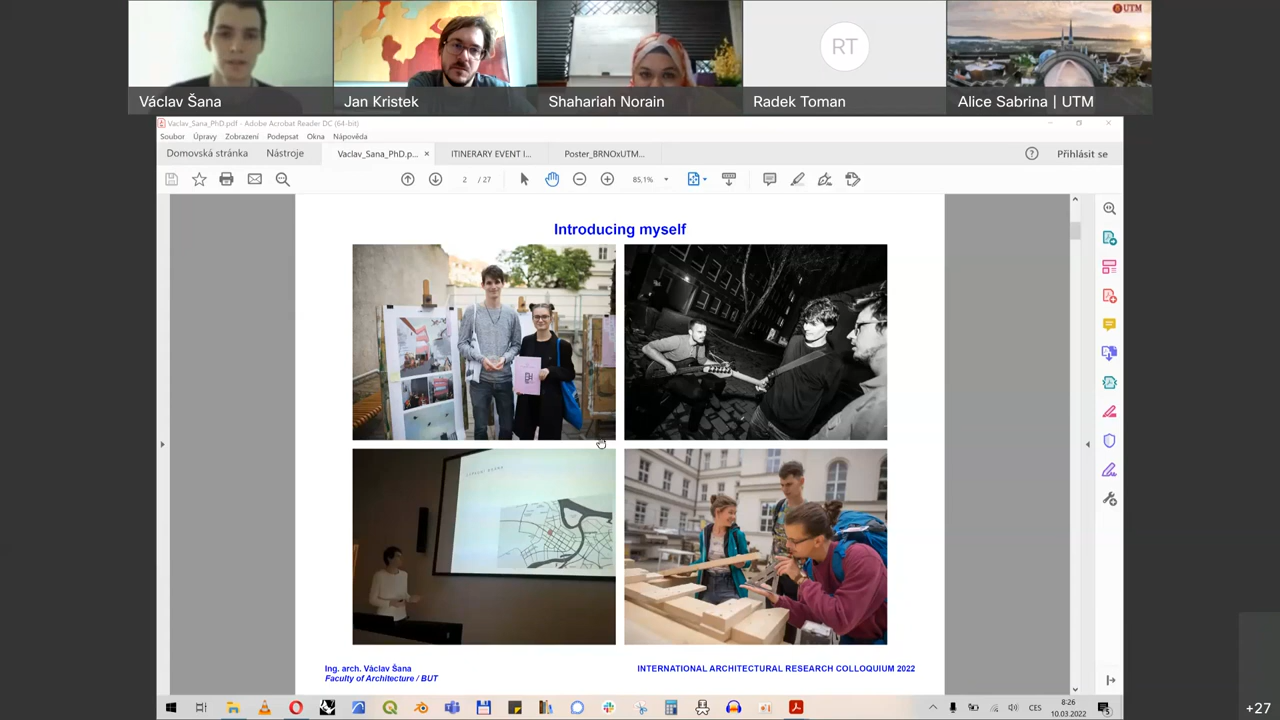 UTM
RT
Václav Šana
Jan Kristek
Shahariah Norain
Radek Toman
Alice Sabrina | UTM
Vaclav_Sana_PhD.pdf - Adobe Acrobat Reader DC (64-bit)
Soubor Úpravy Zobrazení Podepsat Okna Nápověda
Domovská stránka Nástroje Vaclav_Sana_PhD.p... × ITINERARY EVENT I... Poster_BRNOxUTM... Přihlásit se
2 / 27 85,1%
Introducing myself
Ing. arch. Václav Šana
Faculty of Architecture / BUT
INTERNATIONAL ARCHITECTURAL RESEARCH COLLOQUIUM 2022
CES
8:26
10.03.2022
+27